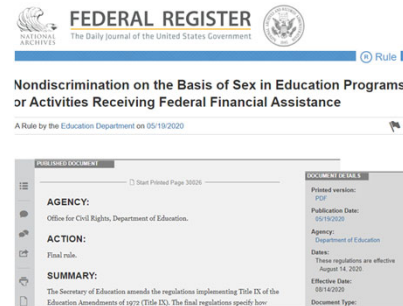 NATIONAL
ARCHIVES
FEDERAL REGISTER
The Daily Journal of the United States Government
R Rule
Nondiscrimination on the Basis of Sex in Education Programs
or Activities Receiving Federal Financial Assistance
A Rule by the Education Department on 05/19/2020
PUBLISHED DOCUMENT
Start Printed Page 30026
AGENCY:
Office for Civil Rights, Department of Education.
ACTION:
Final rule.
SUMMARY:
The Secretary of Education amends the regulations implementing Title IX of the
Education Amendments of 1972 (Title IX). The final regulations specify how
DOCUMENT DETAILS
Printed version:
PDF
Publication Date:
05/19/2020
Agency:
Department of Education
Dates:
These regulations are effective
August 14, 2020.
Effective Date:
08/14/2020
Document Type: